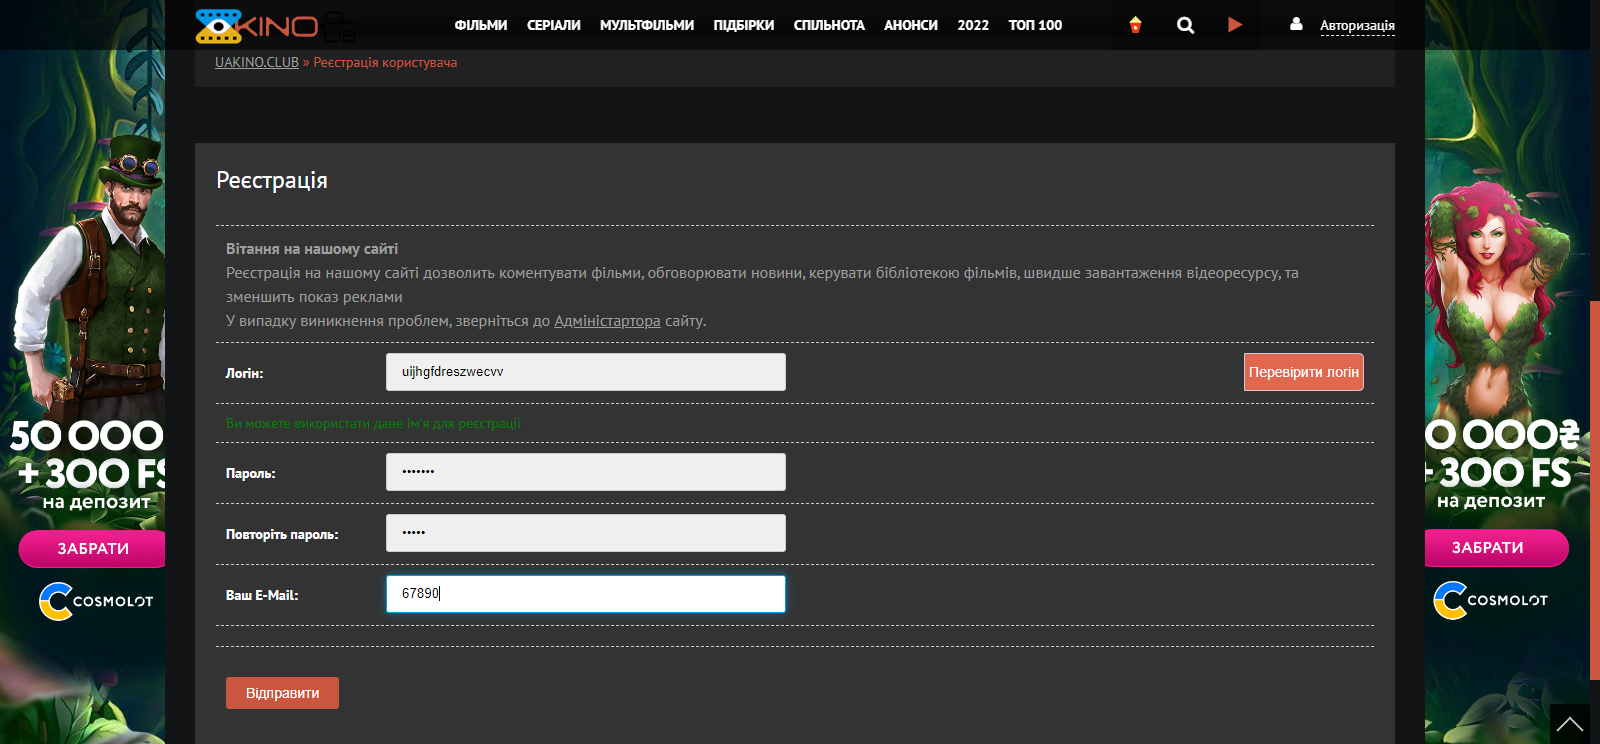 KINO CL UB ФІЛЬМИ СЕРІАЛИ МУЛЬТФІЛЬМИ ПІДБІРКИ СПІЛЬНОТА АНОНСИ 2022 ТОП 100 Авторизація
UAKINO.CLUB » Реєстрація користувача
Реєстрація
Вітання на нашому сайті
Реєстрація на нашому сайті дозволить коментувати фільми, обговорювати новини, керувати бібліотекою фільмів, швидше завантаження відеоресурсу, та
зменшить показ реклами
У випадку виникнення проблем, зверніться до Адміністартора сайту.
Логін: uijhgfdreszwecvv Перевірити логін
Ви можете використати дане ім'я для реєстрації
Пароль: •••••••
Повторіть пароль: •••••
Ваш E-Mail: 67890
Відправити
50 000
+ 300 FS
на депозит
ЗАБРАТИ
COSMOLOT
0 000₴
+ 300 FS
на депозит
ЗАБРАТИ
COSMOLOT